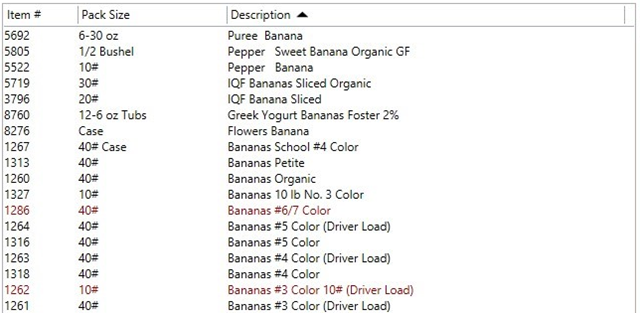 Item # Pack Size Description
5692 6-30 oz Puree Banana
5805 1/2 Bushel Pepper Sweet Banana Organic GF
5522 10# Pepper Banana
5719 30# IQF Bananas Sliced Organic
3796 20# IQF Banana Sliced
8760 12-6 oz Tubs Greek Yogurt Bananas Foster 2%
8276 Case Flowers Banana
1267 40# Case Bananas School #4 Color
1313 40# Bananas Petite
1260 40# Bananas Organic
1327 10# Bananas 10 lb No. 3 Color
1286 40# Bananas #6/7 Color
1264 40# Bananas #5 Color (Driver Load)
1316 40# Bananas #5 Color
1263 40# Bananas #4 Color (Driver Load)
1318 40# Bananas #4 Color
1262 10# Bananas #3 Color 10# (Driver Load)
1261 40# Bananas #3 Color (Driver Load)